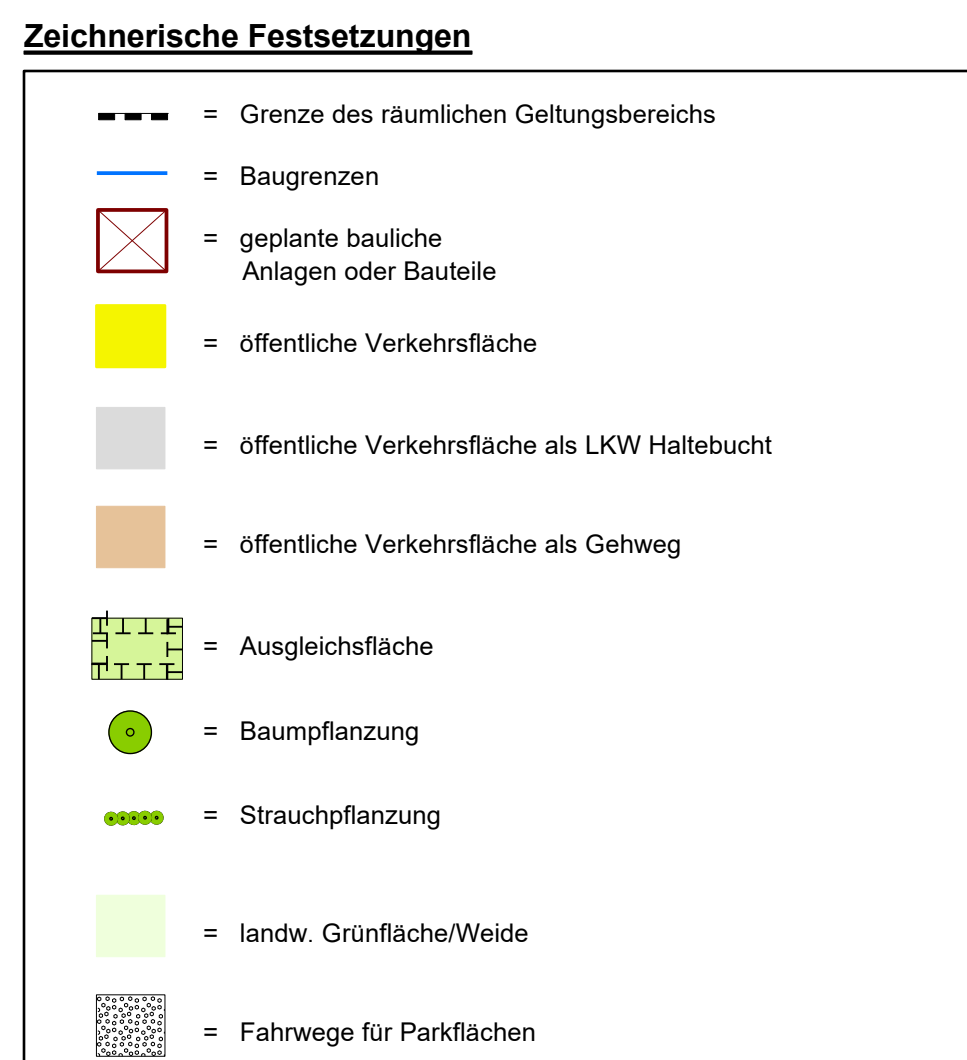 Zeichnerische Festsetzungen
= Grenze des räumlichen Geltungsbereichs
= Baugrenzen
= geplante bauliche
Anlagen oder Bauteile
= öffentliche Verkehrsfläche
= öffentliche Verkehrsfläche als LKW Haltebucht
= öffentliche Verkehrsfläche als Gehweg
= Ausgleichsfläche
= Baumpflanzung
= Strauchpflanzung
= landw. Grünfläche/Weide
= Fahrwege für Parkflächen